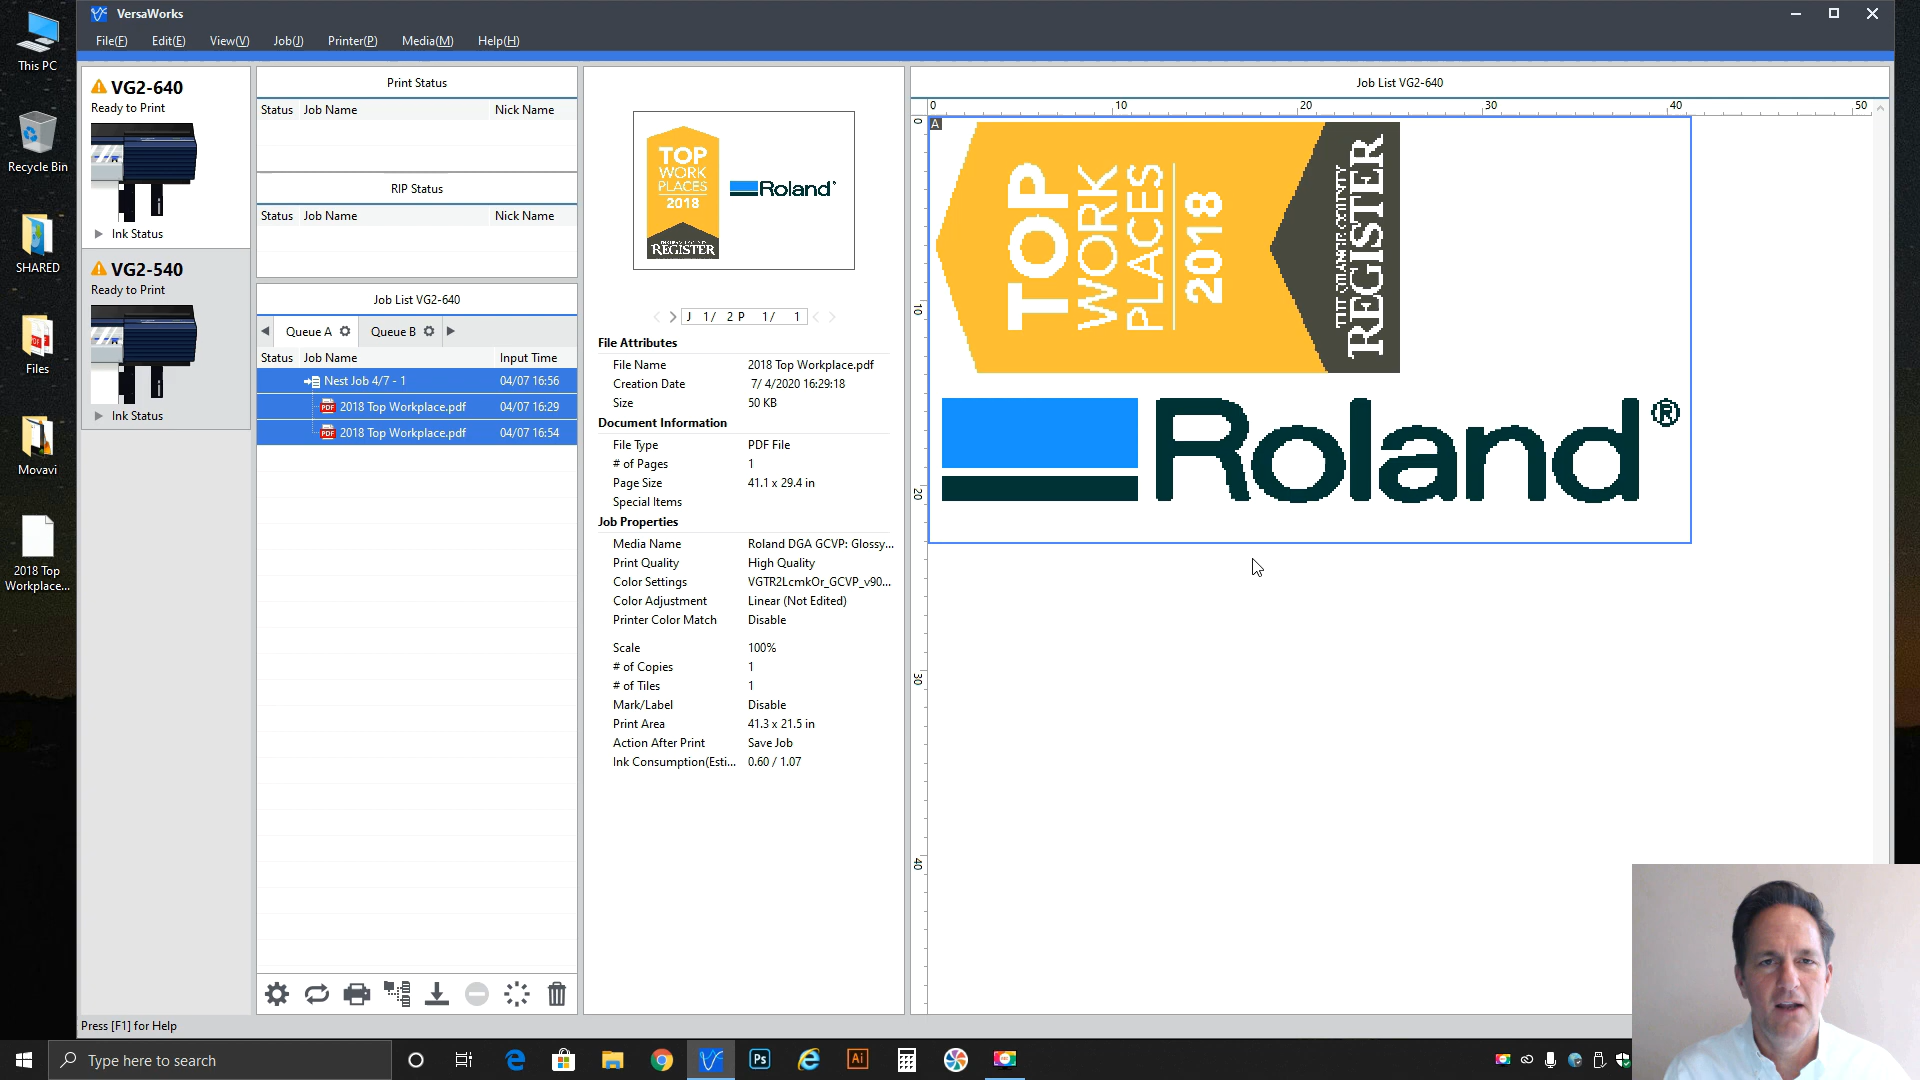 This PC
Recycle Bin
SHARED
Files
Movavi
2018 Top
Workplace...
VersaWorks
File(F) Edit(E) View(V) Job(J) Printer(P) Media(M) Help(H)
VG2-640
Ready to Print
Ink Status
VG2-540
Ready to Print
Ink Status
Print Status
Status Job Name Nick Name
RIP Status
Status Job Name Nick Name
Job List VG2-640
Queue A Queue B
Status Job Name Input Time
Nest Job 4/7 - 1 04/07 16:56
PDF 2018 Top Workplace.pdf 04/07 16:29
PDF 2018 Top Workplace.pdf 04/07 16:54
TOP
WORK
PLACES
2018
REGISTER
Roland®
J 1/ 2 P 1/ 1
File Attributes
File Name 2018 Top Workplace.pdf
Creation Date 7/ 4/2020 16:29:18
Size 50 KB
Document Information
File Type PDF File
# of Pages 1
Page Size 41.1 x 29.4 in
Special Items
Job Properties
Media Name Roland DGA GCVP: Glossy...
Print Quality High Quality
Color Settings VGTR2LcmkOr_GCVP_v90...
Color Adjustment Linear (Not Edited)
Printer Color Match Disable
Scale 100%
# of Copies 1
# of Tiles 1
Mark/Label Disable
Print Area 41.3 x 21.5 in
Action After Print Save Job
Ink Consumption(Esti... 0.60 / 1.07
Job List VG2-640
0 10 20 30 40 50
0
10
20
30
40
A
TOP
WORK
PLACES
2018
REGISTER
Roland®
Press [F1] for Help
Type here to search
Ps
Ai